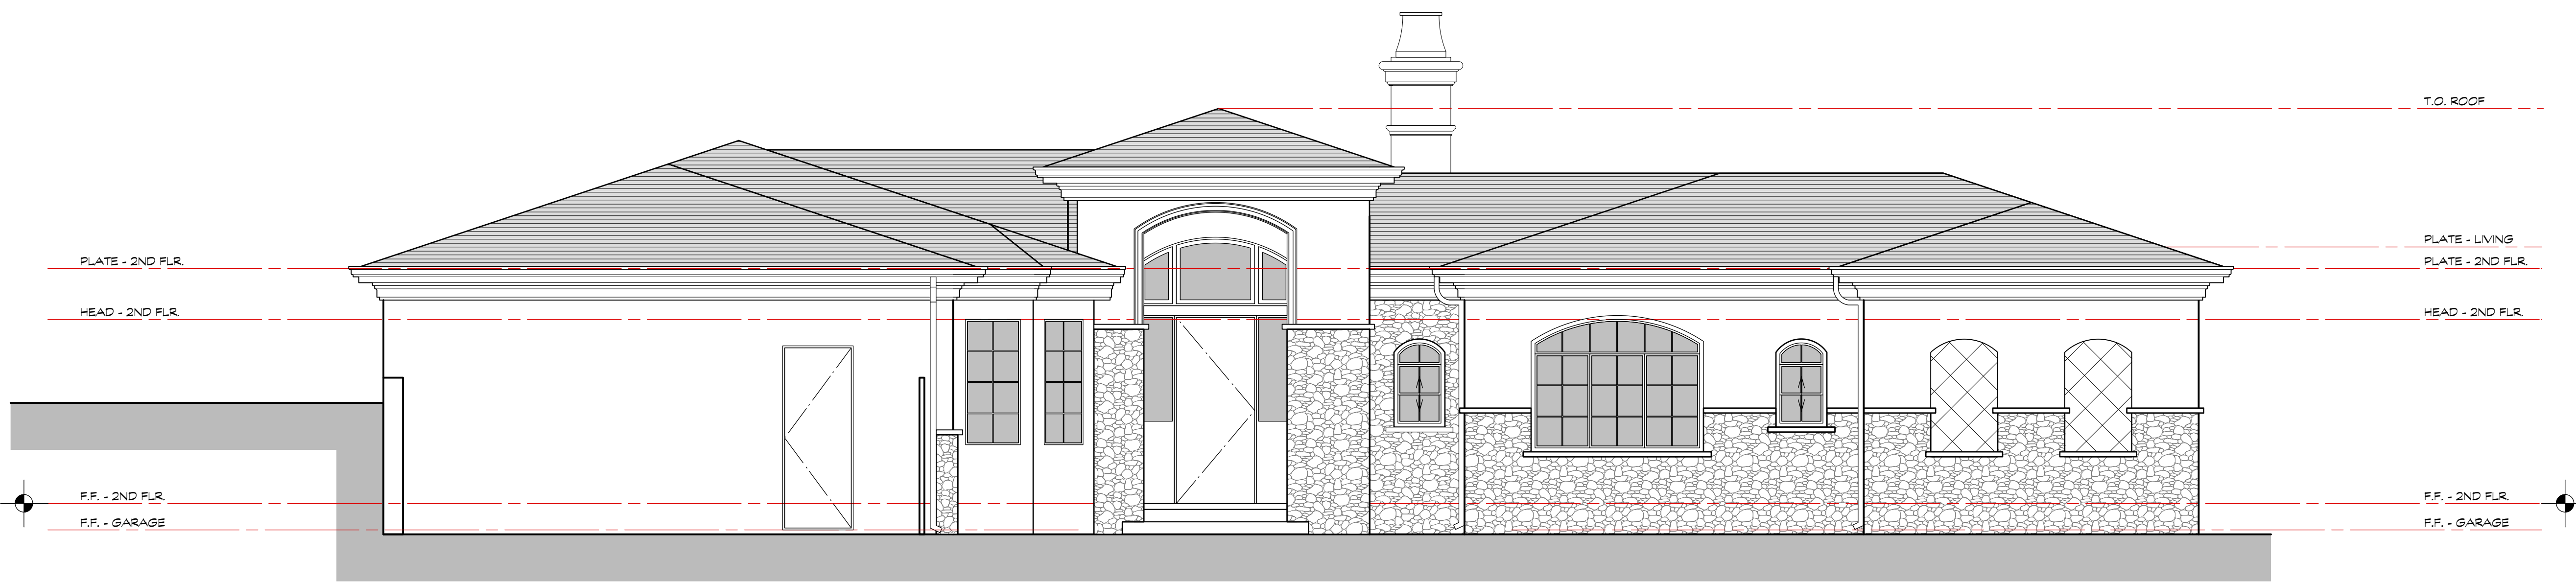 T.O. ROOF
PLATE - LIVING
PLATE - 2ND FLR.
PLATE - 2ND FLR.
HEAD - 2ND FLR.
HEAD - 2ND FLR.
F.F. - 2ND FLR.
F.F. - 2ND FLR.
F.F. - GARAGE
F.F. - GARAGE